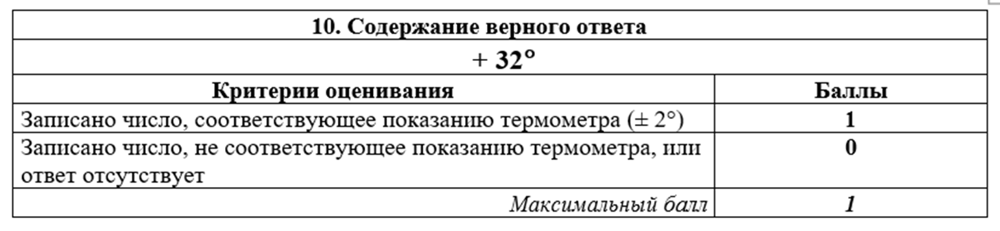 10. Содержание верного ответа
+ 32°
Критерии оценивания Баллы
Записано число, соответствующее показанию термометра (± 2°) 1
Записано число, не соответствующее показанию термометра, или 0
ответ отсутствует
Максимальный балл 1